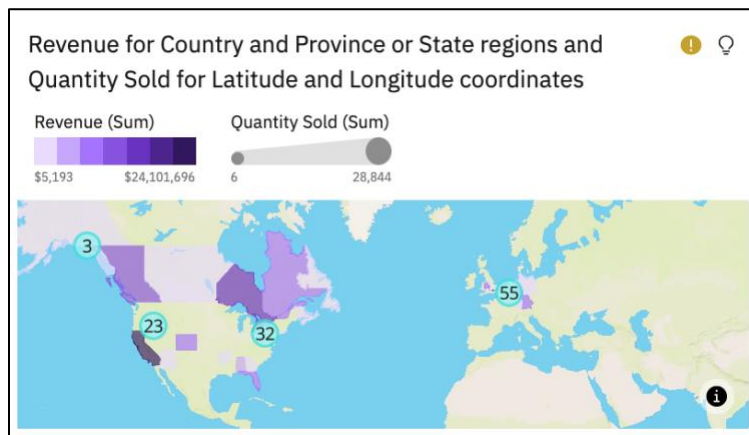 Revenue for Country and Province or State regions and
Quantity Sold for Latitude and Longitude coordinates
Revenue (Sum)
Quantity Sold (Sum)
$5,193
$24,101,696
6
28,844
3
23
32
55